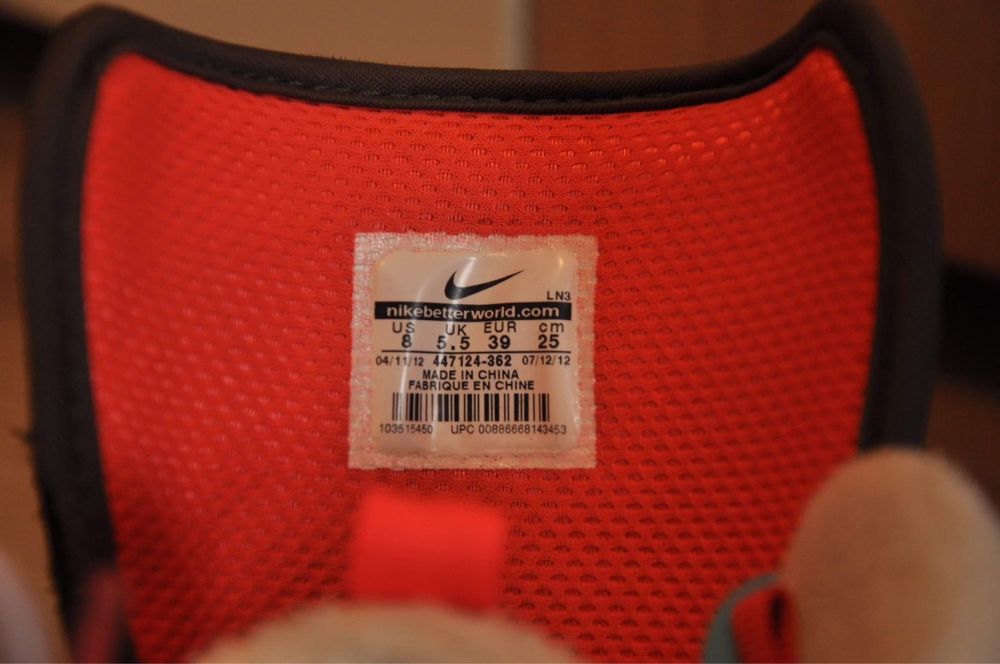 LN3
nikebetterworld.com
US UK EUR cm
8 5.5 39 25
04/11/12 447124-362 07/12/12
MADE IN CHINA
FABRIQUE EN CHINE
103515450 UPC 00886668143453